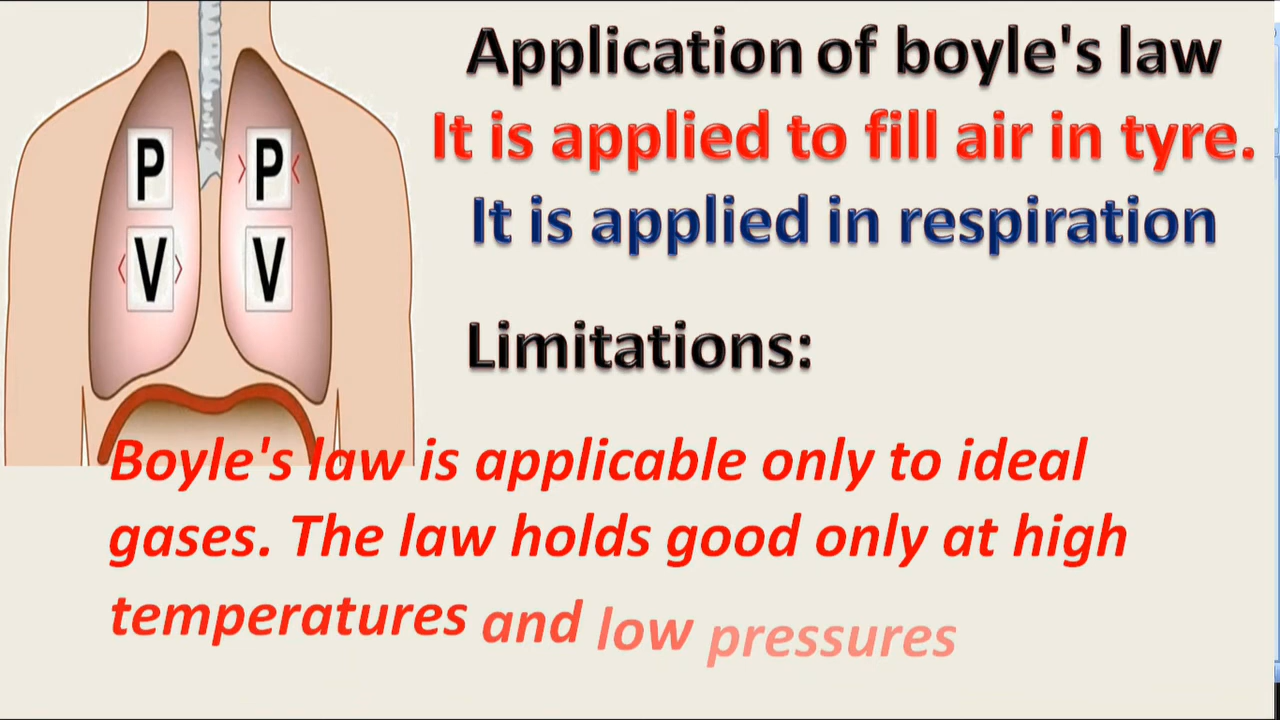 Application of boyle's law
It is applied to fill air in tyre.
It is applied in respiration
P
>P<
<V>
V
Limitations:
Boyle's law is applicable only to ideal
gases. The law holds good only at high
temperatures and low pressures